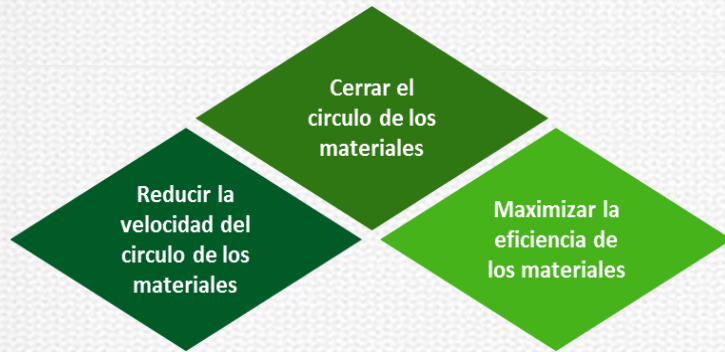 Cerrar el
circulo de los
materiales
Reducir la
velocidad del
circulo de los
materiales
Maximizar la
eficiencia de
los materiales